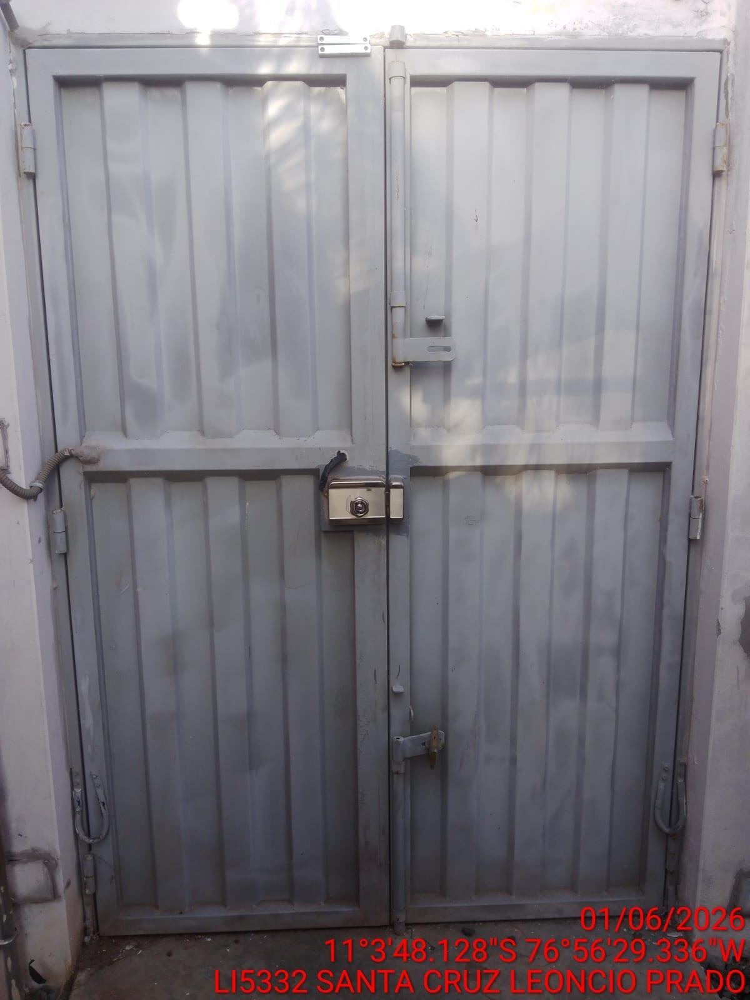 01/06/2026
11°3'48.128"S 76°56'29.336"W
LI5332 SANTA CRUZ LEONCIO PRADO